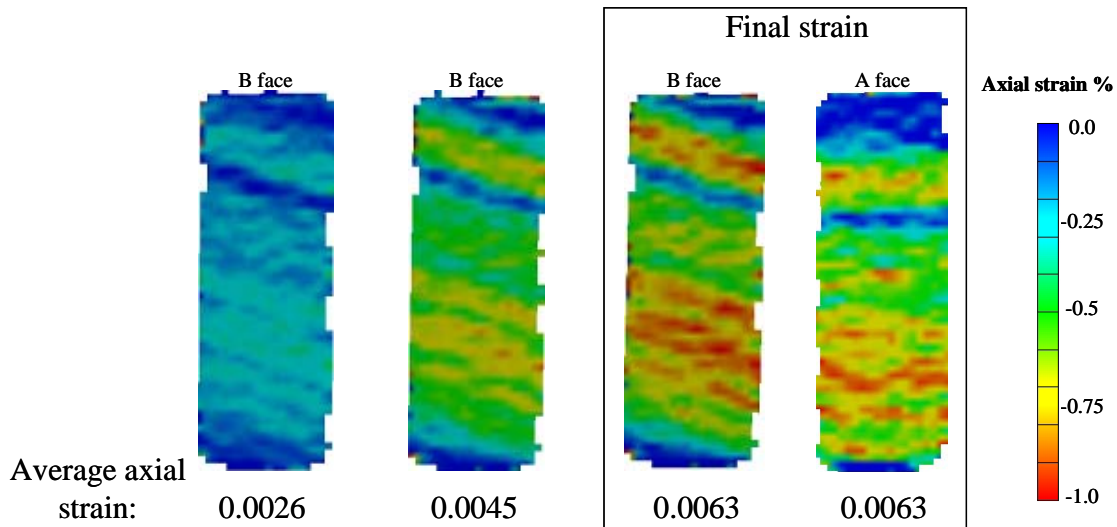 Final strain
B face
B face
B face
A face
Axial strain %
0.0
-0.25
-0.5
-0.75
-1.0
Average axial
strain:
0.0026
0.0045
0.0063
0.0063